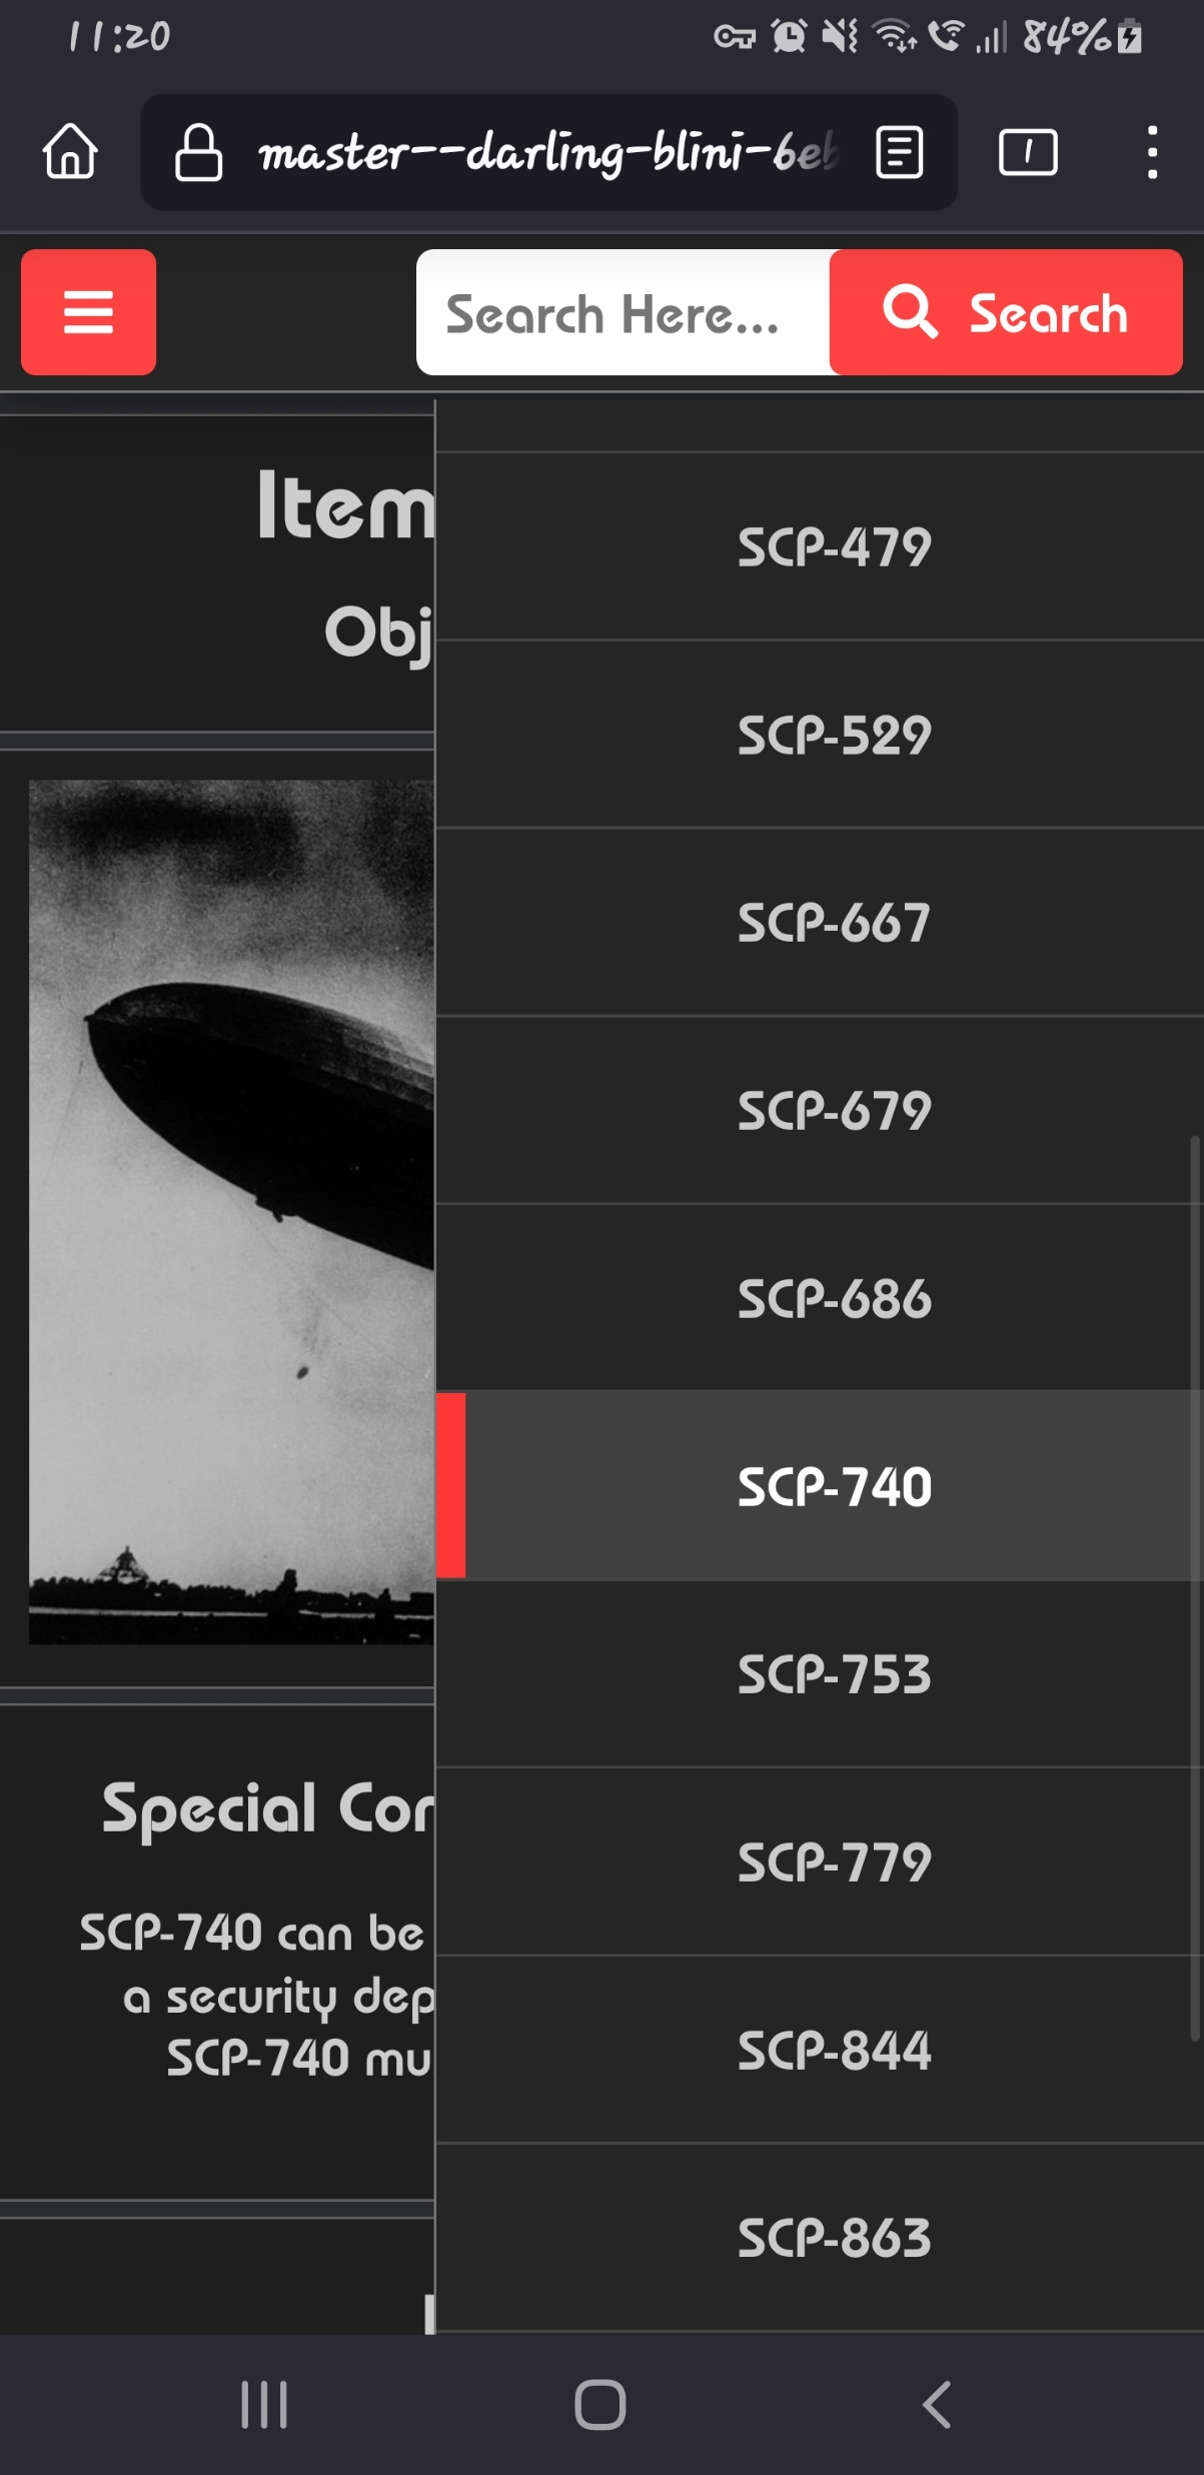 11:20
84%
master--darling-blini-6eb
1
Search Here...
Search
Item
Obj
Special Con
SCP-740 can be
a security dep
SCP-740 mu
SCP-479
SCP-529
SCP-667
SCP-679
SCP-686
SCP-740
SCP-753
SCP-779
SCP-844
SCP-863